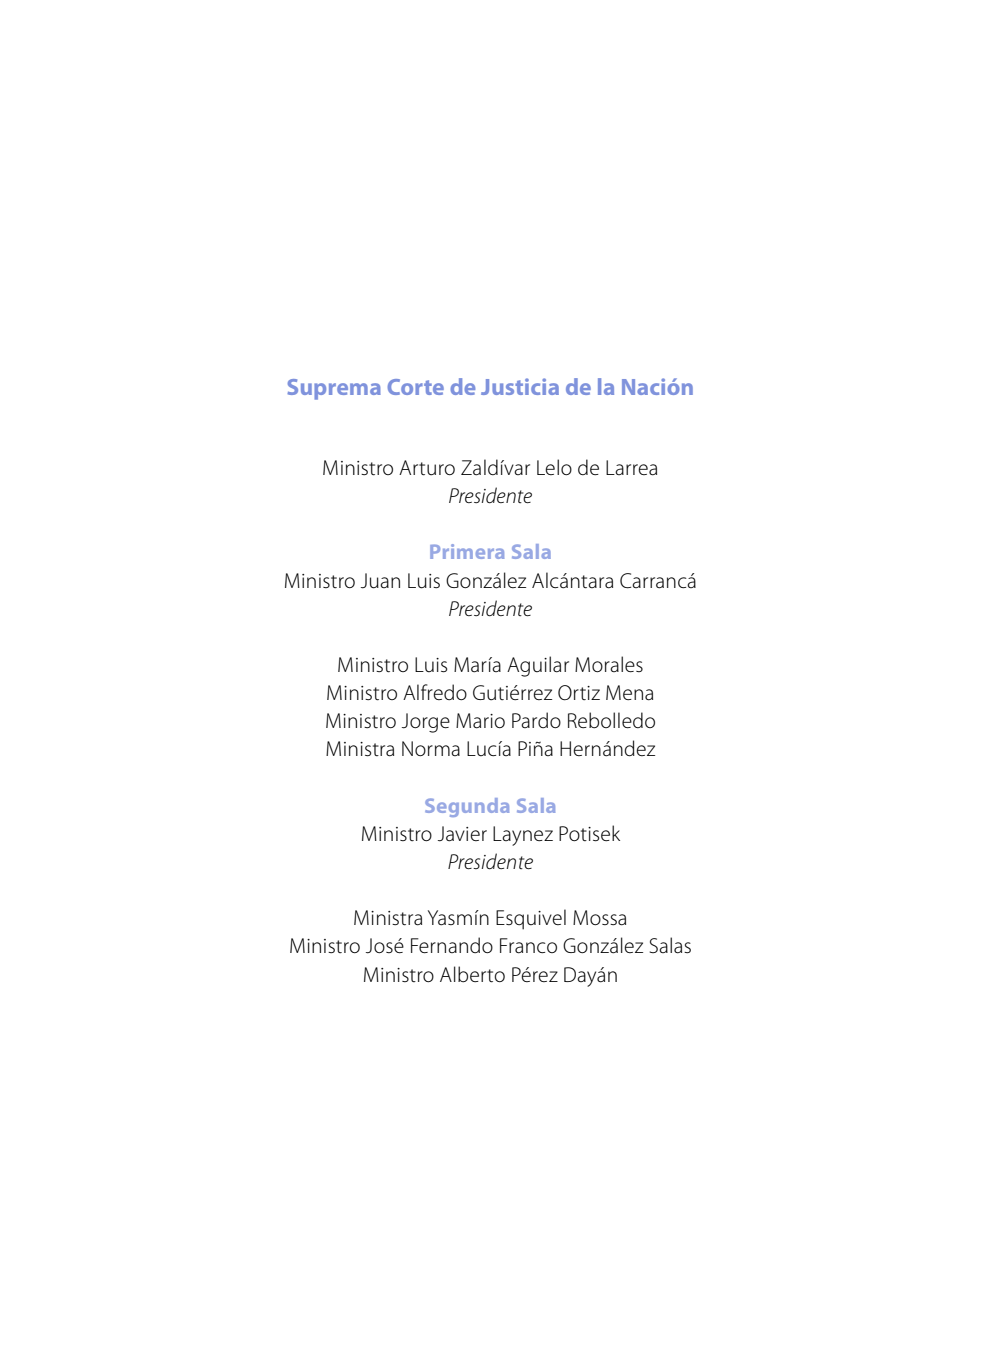 Suprema Corte de Justicia de la Nación
Ministro Arturo Zaldívar Lelo de Larrea
Presidente
Primera Sala
Ministro Juan Luis González Alcántara Carrancá
Presidente
Ministro Luis María Aguilar Morales
Ministro Alfredo Gutiérrez Ortiz Mena
Ministro Jorge Mario Pardo Rebolledo
Ministra Norma Lucía Piña Hernández
Segunda Sala
Ministro Javier Laynez Potisek
Presidente
Ministra Yasmín Esquivel Mossa
Ministro José Fernando Franco González Salas
Ministro Alberto Pérez Dayán